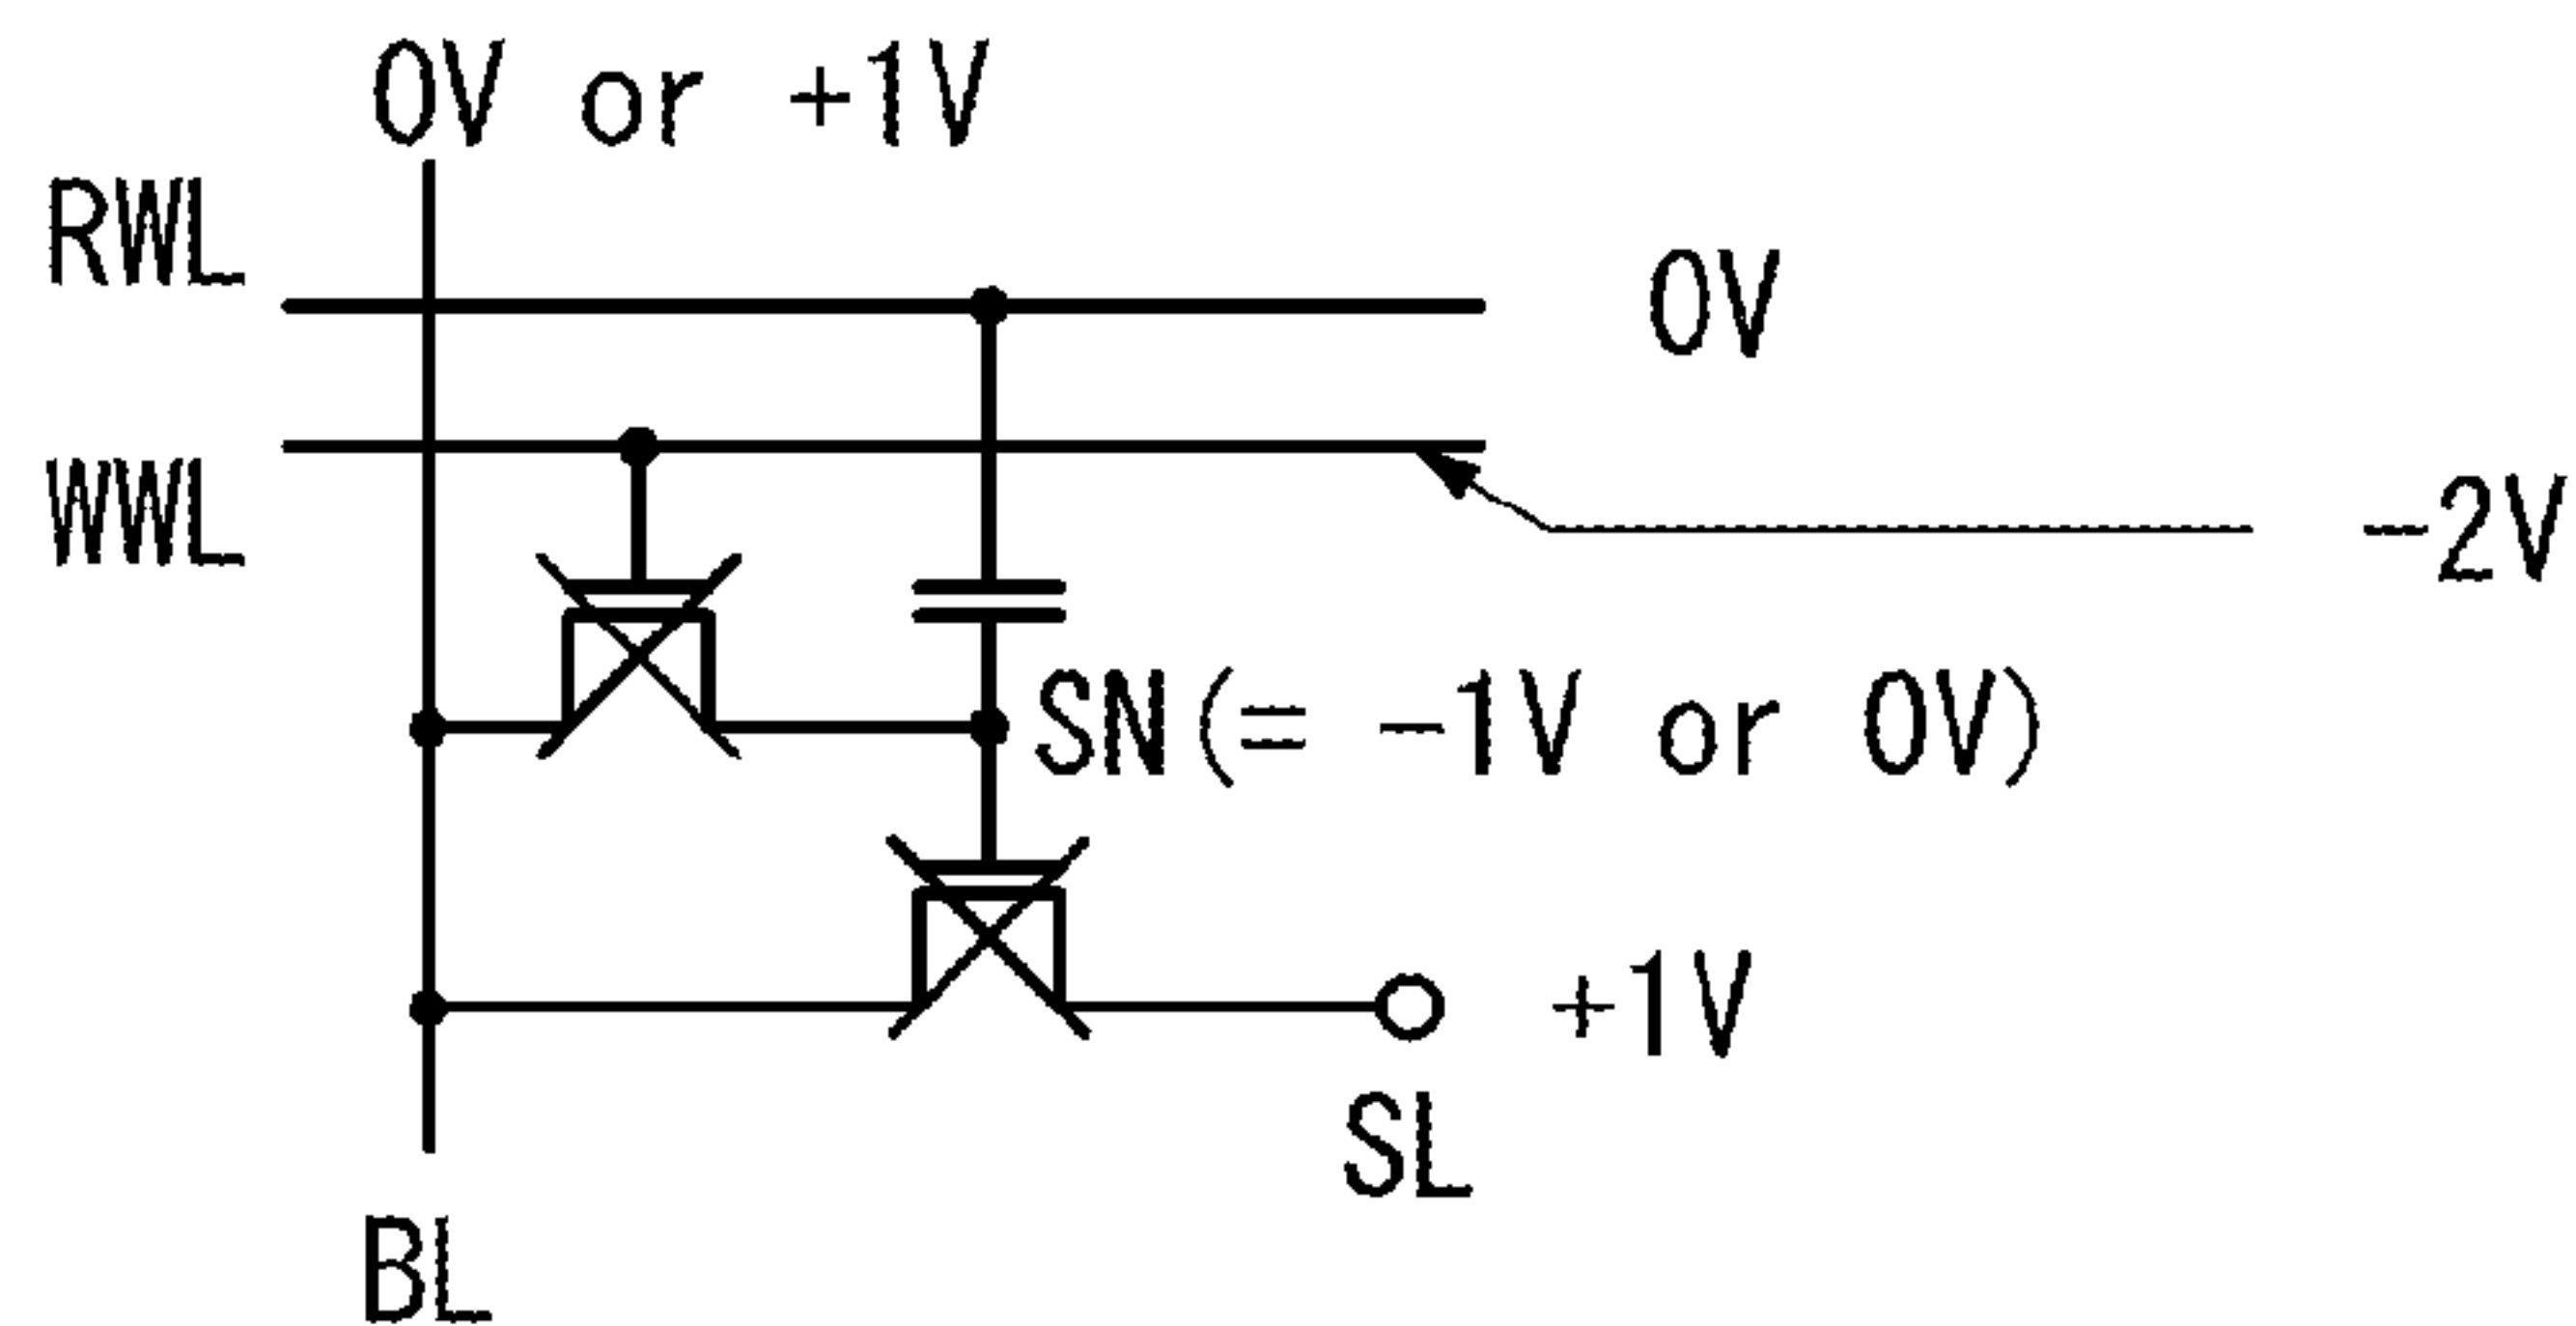 0V or +1V
RWL
0V
WWL
-2V
SN(= -1V or 0V)
+1V
SL
BL